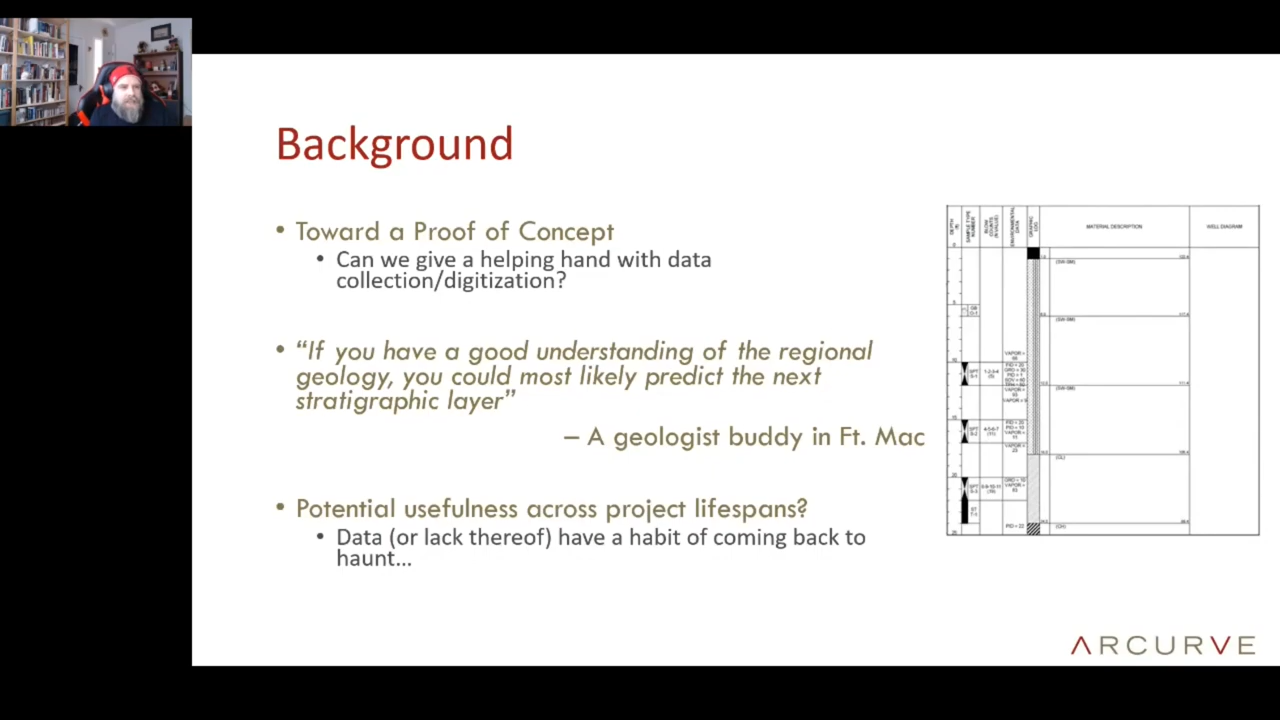 Background
• Toward a Proof of Concept
• Can we give a helping hand with data
collection/digitization?
• “If you have a good understanding of the regional
geology, you could most likely predict the next
stratigraphic layer”
– A geologist buddy in Ft. Mac
• Potential usefulness across project lifespans?
• Data (or lack thereof) have a habit of coming back to
haunt…
MATERIAL DESCRIPTION
WELL DIAGRAM
ARCURVE